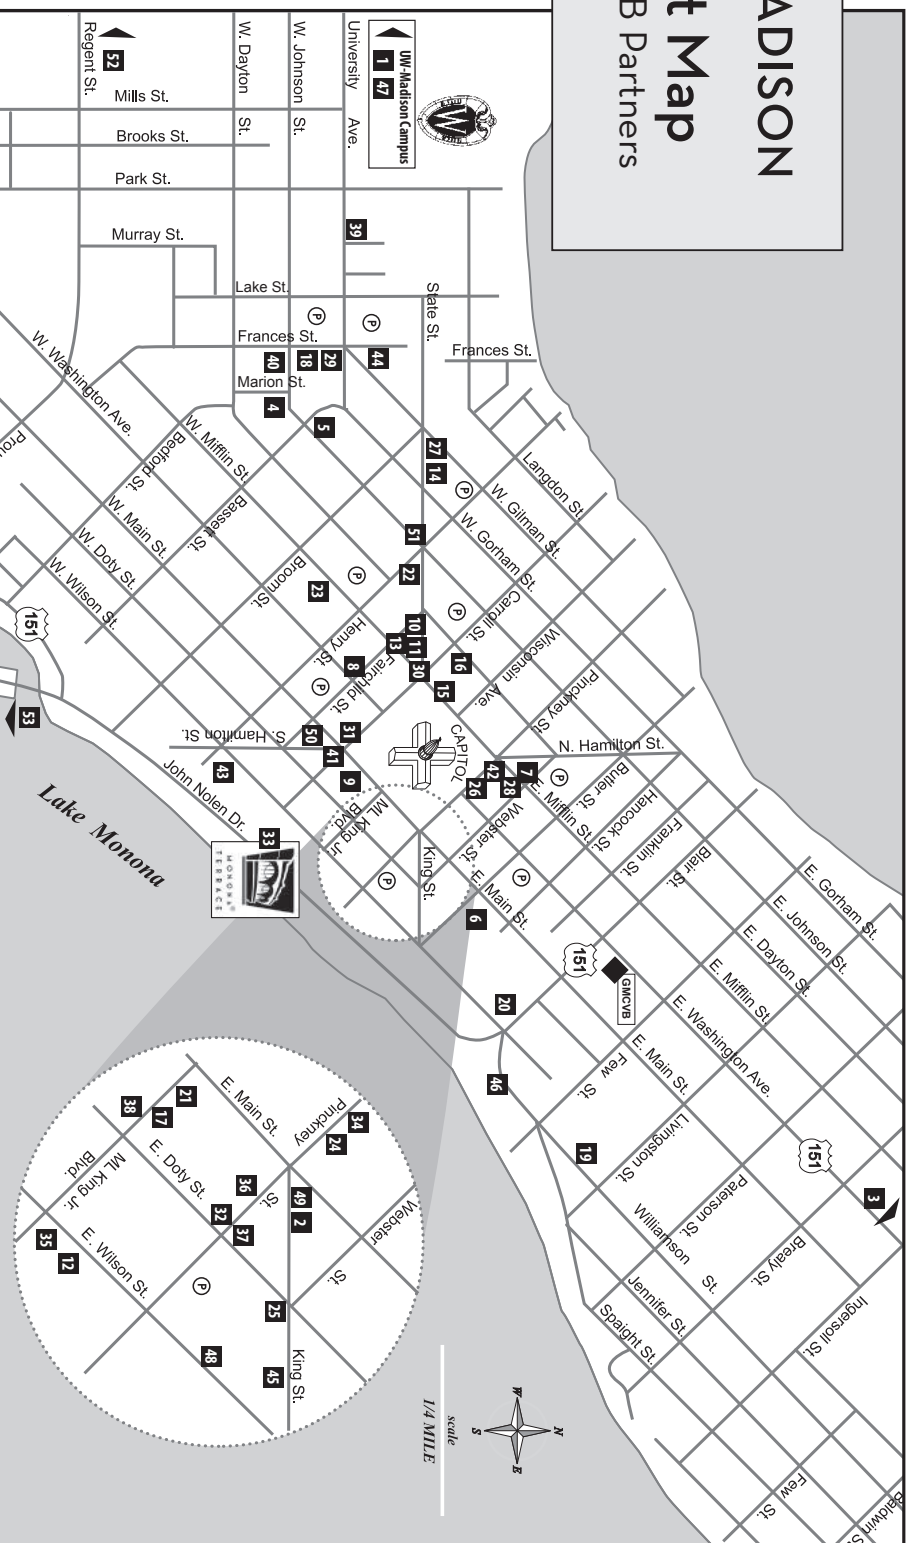 ADISON
t Map
B Partners
UW-Madison Campus
1 47
52
Regent St.
W. Dayton St.
W. Johnson St.
University Ave.
Mills St.
Brooks St.
Park St.
Murray St.
Lake St.
Frances St.
Marion St.
State St.
Frances St.
39
P
P
40
18
29
44
4
5
27
14
P
51
22
23
P
P
10
11
13
30
16
15
8
P
31
50
41
9
43
7
42
28
26
P
33
P
P
6
20
46
19
3
53
W. Washington Ave.
W. Mifflin St.
Bedford St.
Bassett St.
W. Main St.
W. Doty St.
W. Wilson St.
Broom St.
Henry St.
Fairchild St.
S. Hamilton St.
John Nolen Dr.
Langdon St.
W. Gilman St.
W. Gorham St.
Carroll St.
Wisconsin Ave.
Pinckney St.
N. Hamilton St.
CAPITOL
E. Mifflin St.
Butler St.
Hancock St.
Franklin St.
Blair St.
Webster St.
E. Main St.
King St.
ML King Jr. Blvd.
151
Lake Monona
MONONA
TERRACE
151
GMCVB
E. Gorham St.
E. Johnson St.
E. Dayton St.
E. Mifflin St.
E. Washington Ave.
E. Main St.
Few St.
Livingston St.
Paterson St.
Brealy St.
Ingersoll St.
Williamson St.
Jennifer St.
Spaight St.
151
Few St.
Baldwin S
E. Main St.
Pinckney St.
Webster St.
E. Doty St.
ML King Jr. Blvd.
E. Wilson St.
King St.
38
17
21
34
24
36
49
2
32
37
35
12
P
25
48
45
N
W
E
S
scale
1/4 MILE